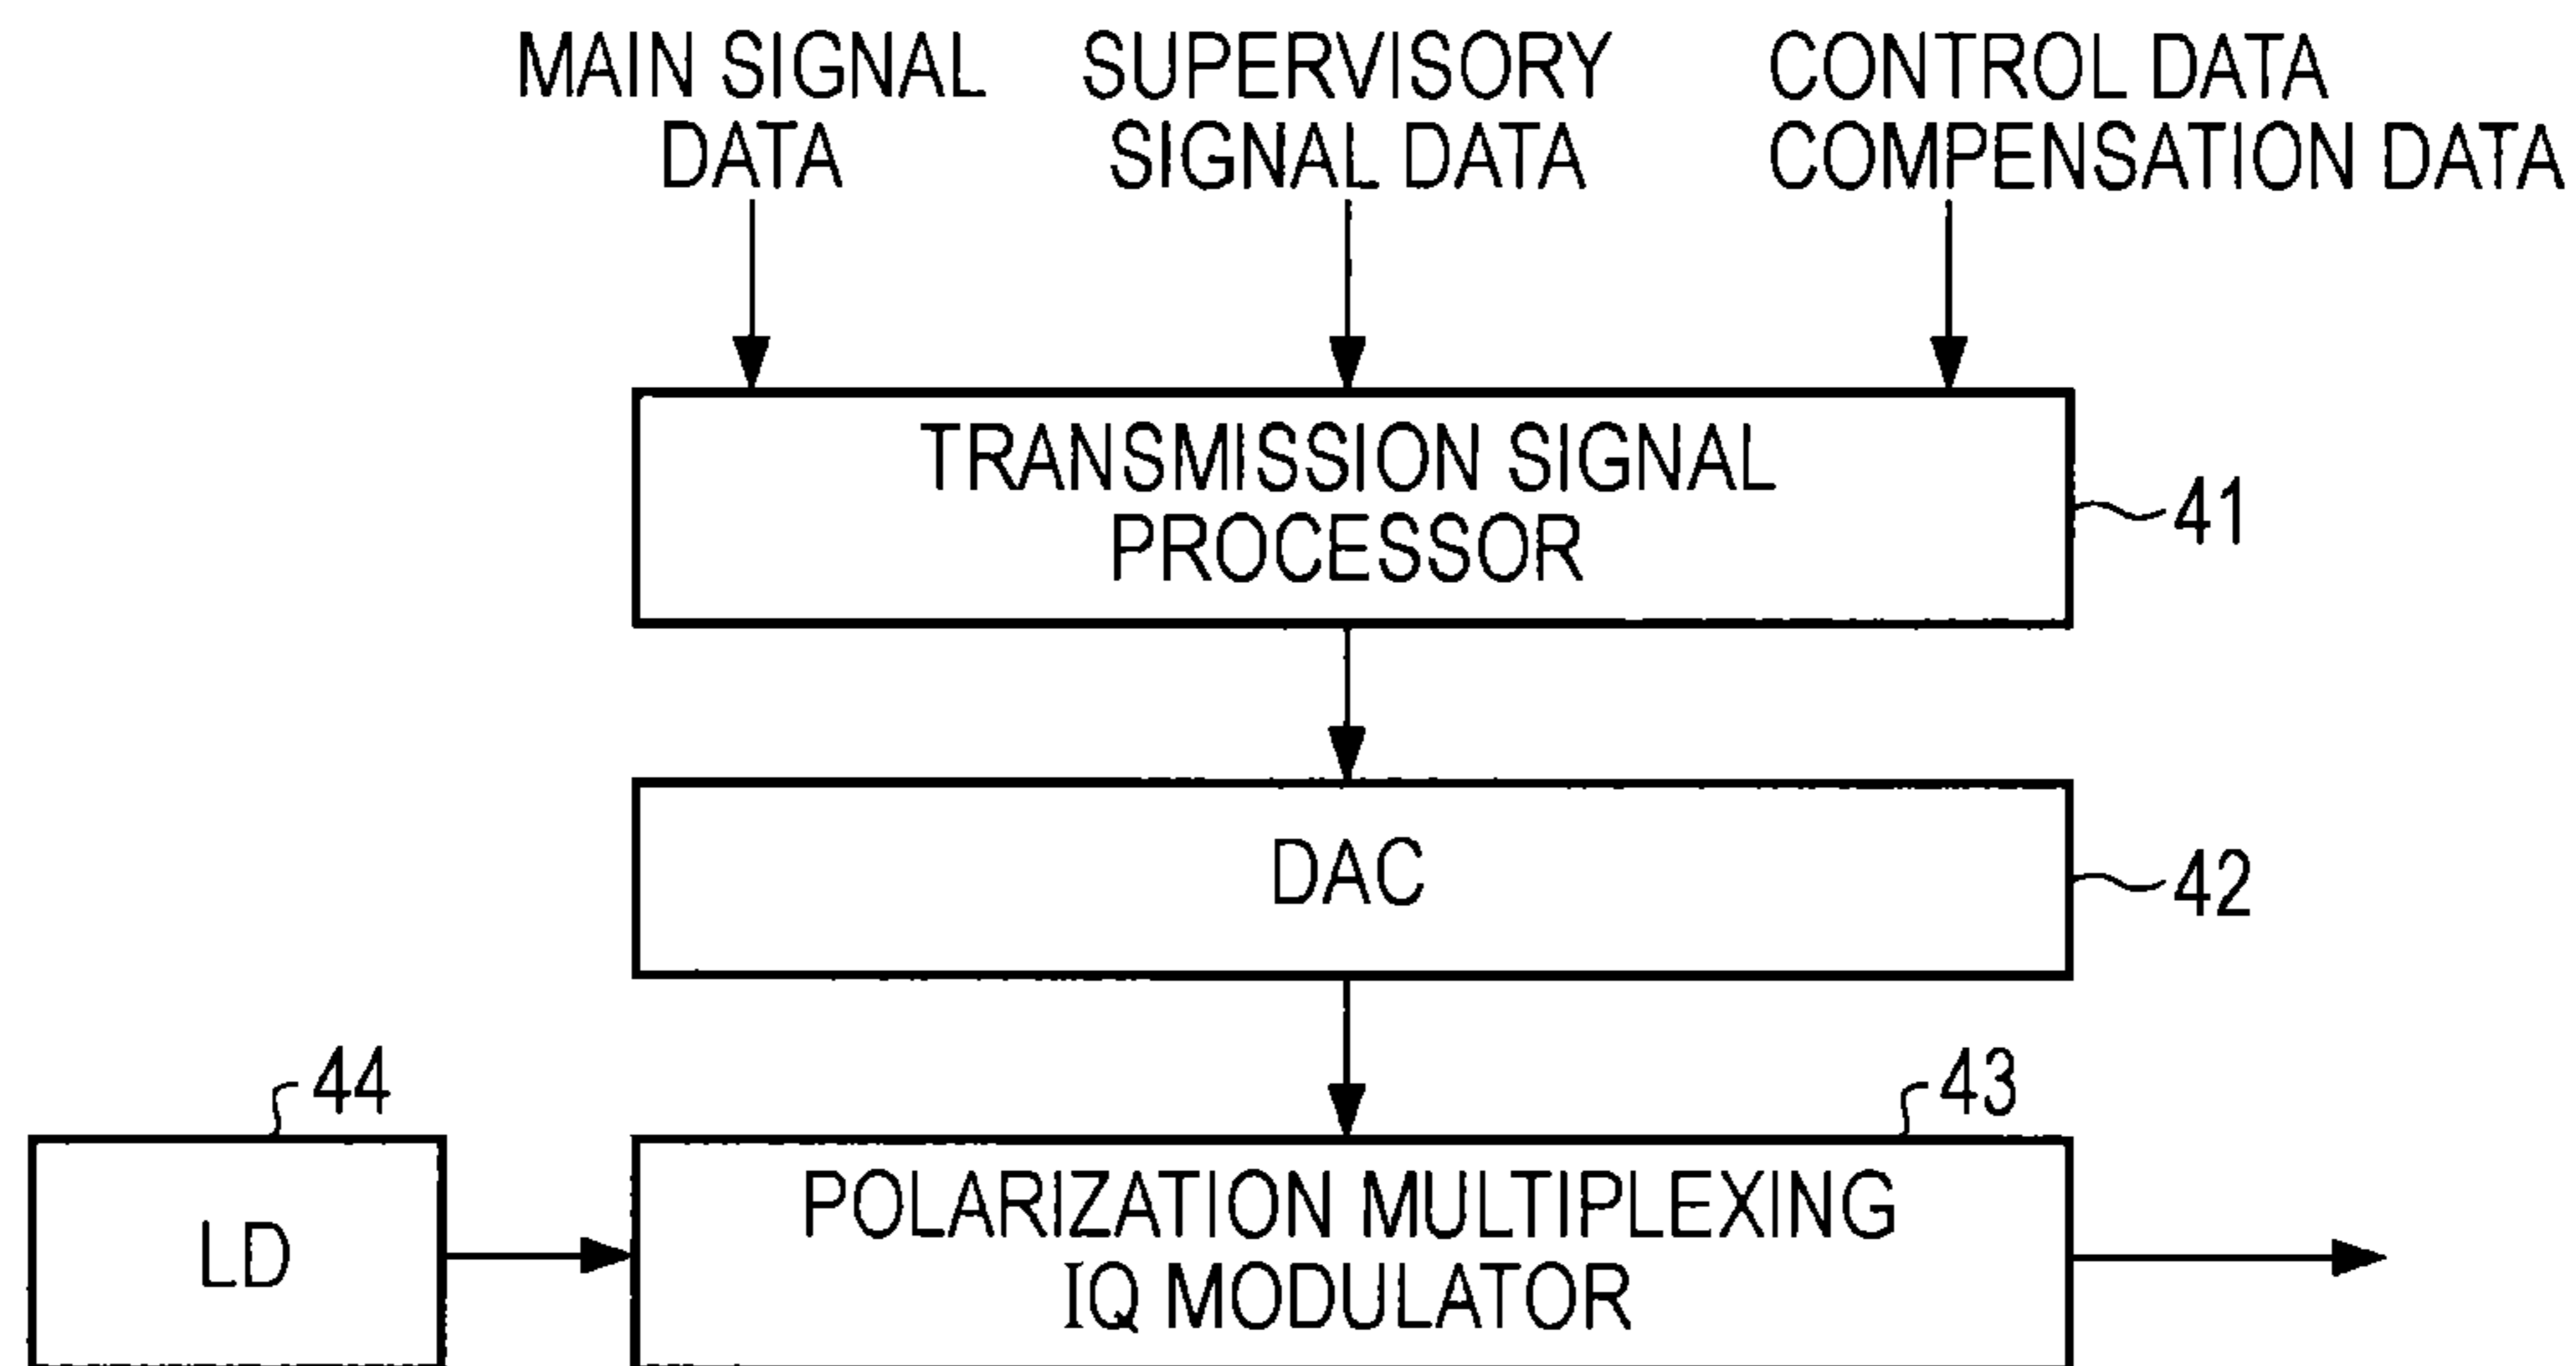 MAIN SIGNAL
DATA
SUPERVISORY
SIGNAL DATA
CONTROL DATA
COMPENSATION DATA
TRANSMISSION SIGNAL
PROCESSOR
41
DAC
42
44
43
LD
POLARIZATION MULTIPLEXING
IQ MODULATOR